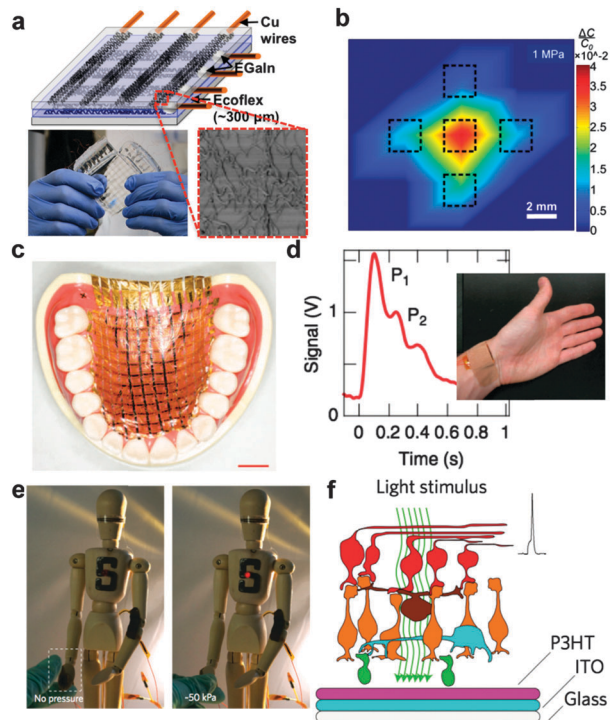 a
Cu
wires
EGaIn
Ecoflex
(~300 μm)
b
1 MPa
ΔC
C₀
×10^-2
4
3.5
3
2.5
2
1.5
1
0.5
0
2 mm
c
d
Signal (V)
1
0
P₁
P₂
0 0.2 0.4 0.6 0.8 1
Time (s)
e
S
No pressure
S
~50 kPa
f
Light stimulus
P3HT
ITO
Glass